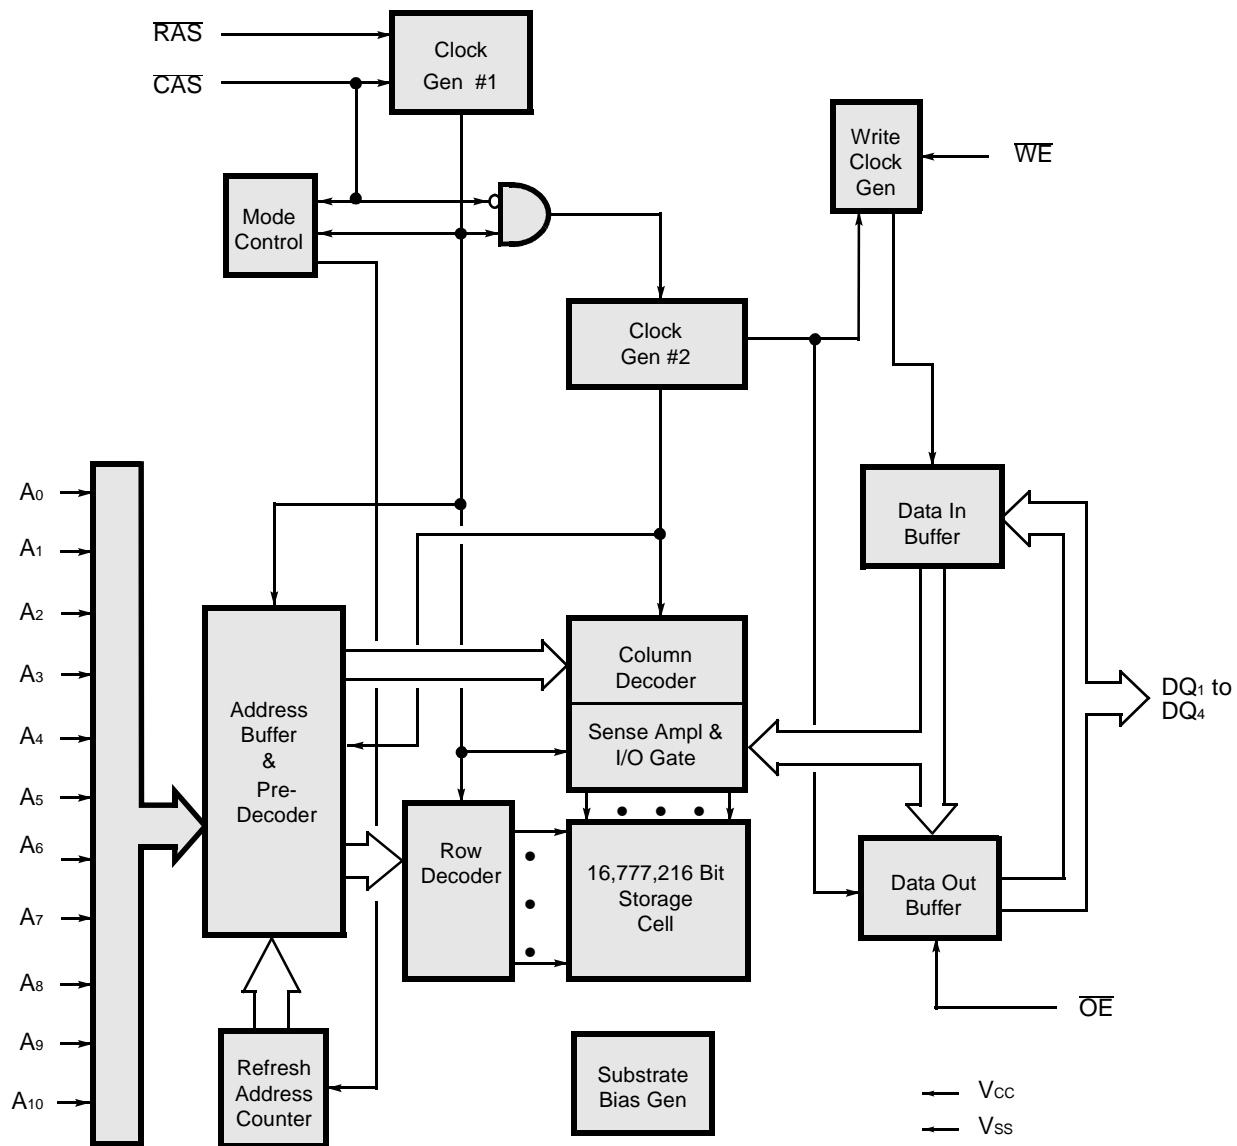 RAS
CAS
Clock
Gen #1
Write
Clock
Gen
WE
Mode
Control
Clock
Gen #2
A0
A1
A2
A3
A4
A5
A6
A7
A8
A9
A10
Data In
Buffer
Address
Buffer
&
Pre-
Decoder
Column
Decoder
Sense Ampl &
I/O Gate
DQ1 to
DQ4
Row
Decoder
16,777,216 Bit
Storage
Cell
Data Out
Buffer
OE
Refresh
Address
Counter
Substrate
Bias Gen
VCC
VSS